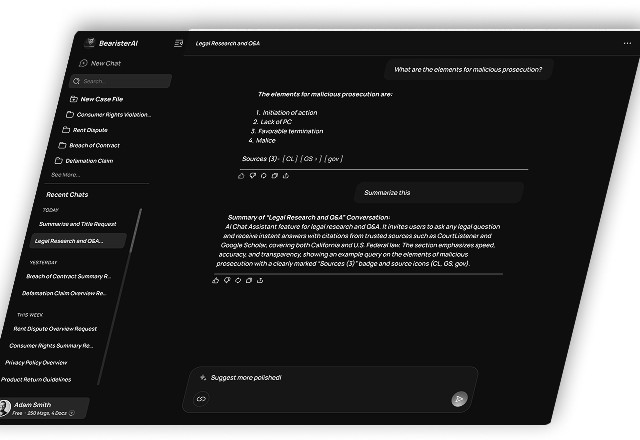 BearisterAI
New Chat
Search
New Case File
Consumer Rights Violation...
Rent Dispute
Breach of Contract
Defamation Claim
See More...
Recent Chats
TODAY
Summarize and Title Request
Legal Research and Q&A...
YESTERDAY
Breach of Contract Summary R...
Defamation Claim Overview Re...
THIS WEEK
Rent Dispute Overview Request
Consumer Rights Summary Re...
Privacy Policy Overview
Product Return Guidelines
Adam Smith
Free • 250 Msgs, 4 Docs
Legal Research and Q&A
What are the elements for malicious prosecution?
The elements for malicious prosecution are:
1. Initiation of action
2. Lack of PC
3. Favorable termination
4. Malice
Sources (3)- [CL] [GS >] [gov]
Summarize this
Summary of "Legal Research and Q&A" Conversation:
AI Chat Assistant feature for legal research and Q&A. It invites users to ask any legal question
and receive instant answers with citations from trusted sources such as CourtListener and
Google Scholar, covering both California and U.S. Federal law. The section emphasizes speed,
accuracy, and transparency, showing an example query on the elements of malicious
prosecution with a clearly marked "Sources (3)" badge and source icons (CL, GS, gov).
Suggest more polished!